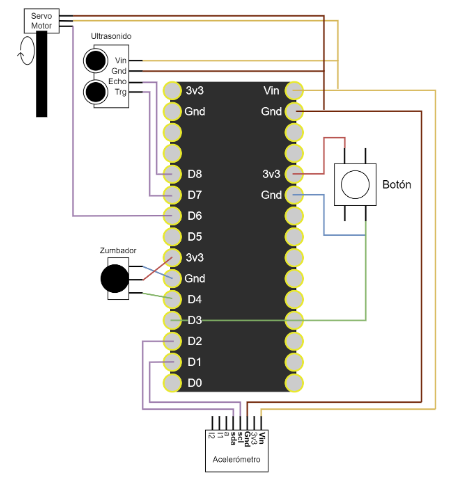 Servo
Motor
Ultrasonido
Vin
Gnd
Echo
Trg
3v3
Gnd
D8
D7
D6
D5
3v3
Gnd
D4
D3
D2
D1
D0
Vin
Gnd
3v3
Gnd
Botón
Zumbador
I2
I1
a
sda
scl
Gnd
3v3
Vin
Acelerómetro